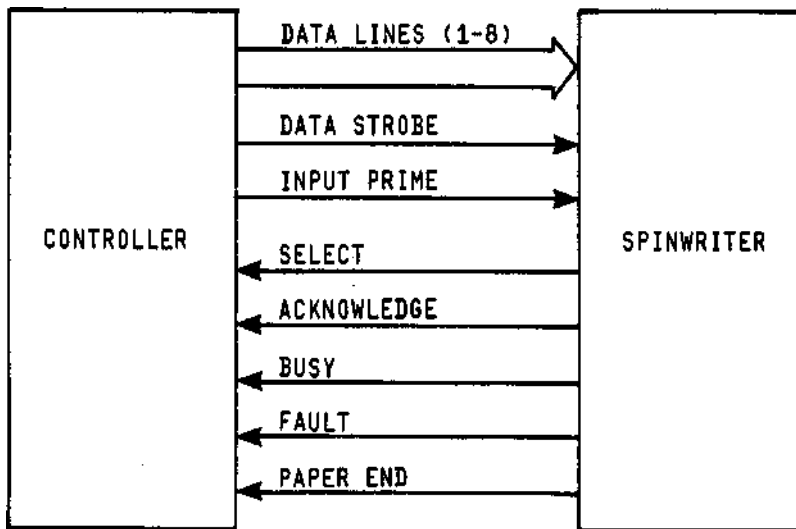 DATA LINES (1-8)
DATA STROBE
INPUT PRIME
CONTROLLER
SPINWRITER
SELECT
ACKNOWLEDGE
BUSY
FAULT
PAPER END